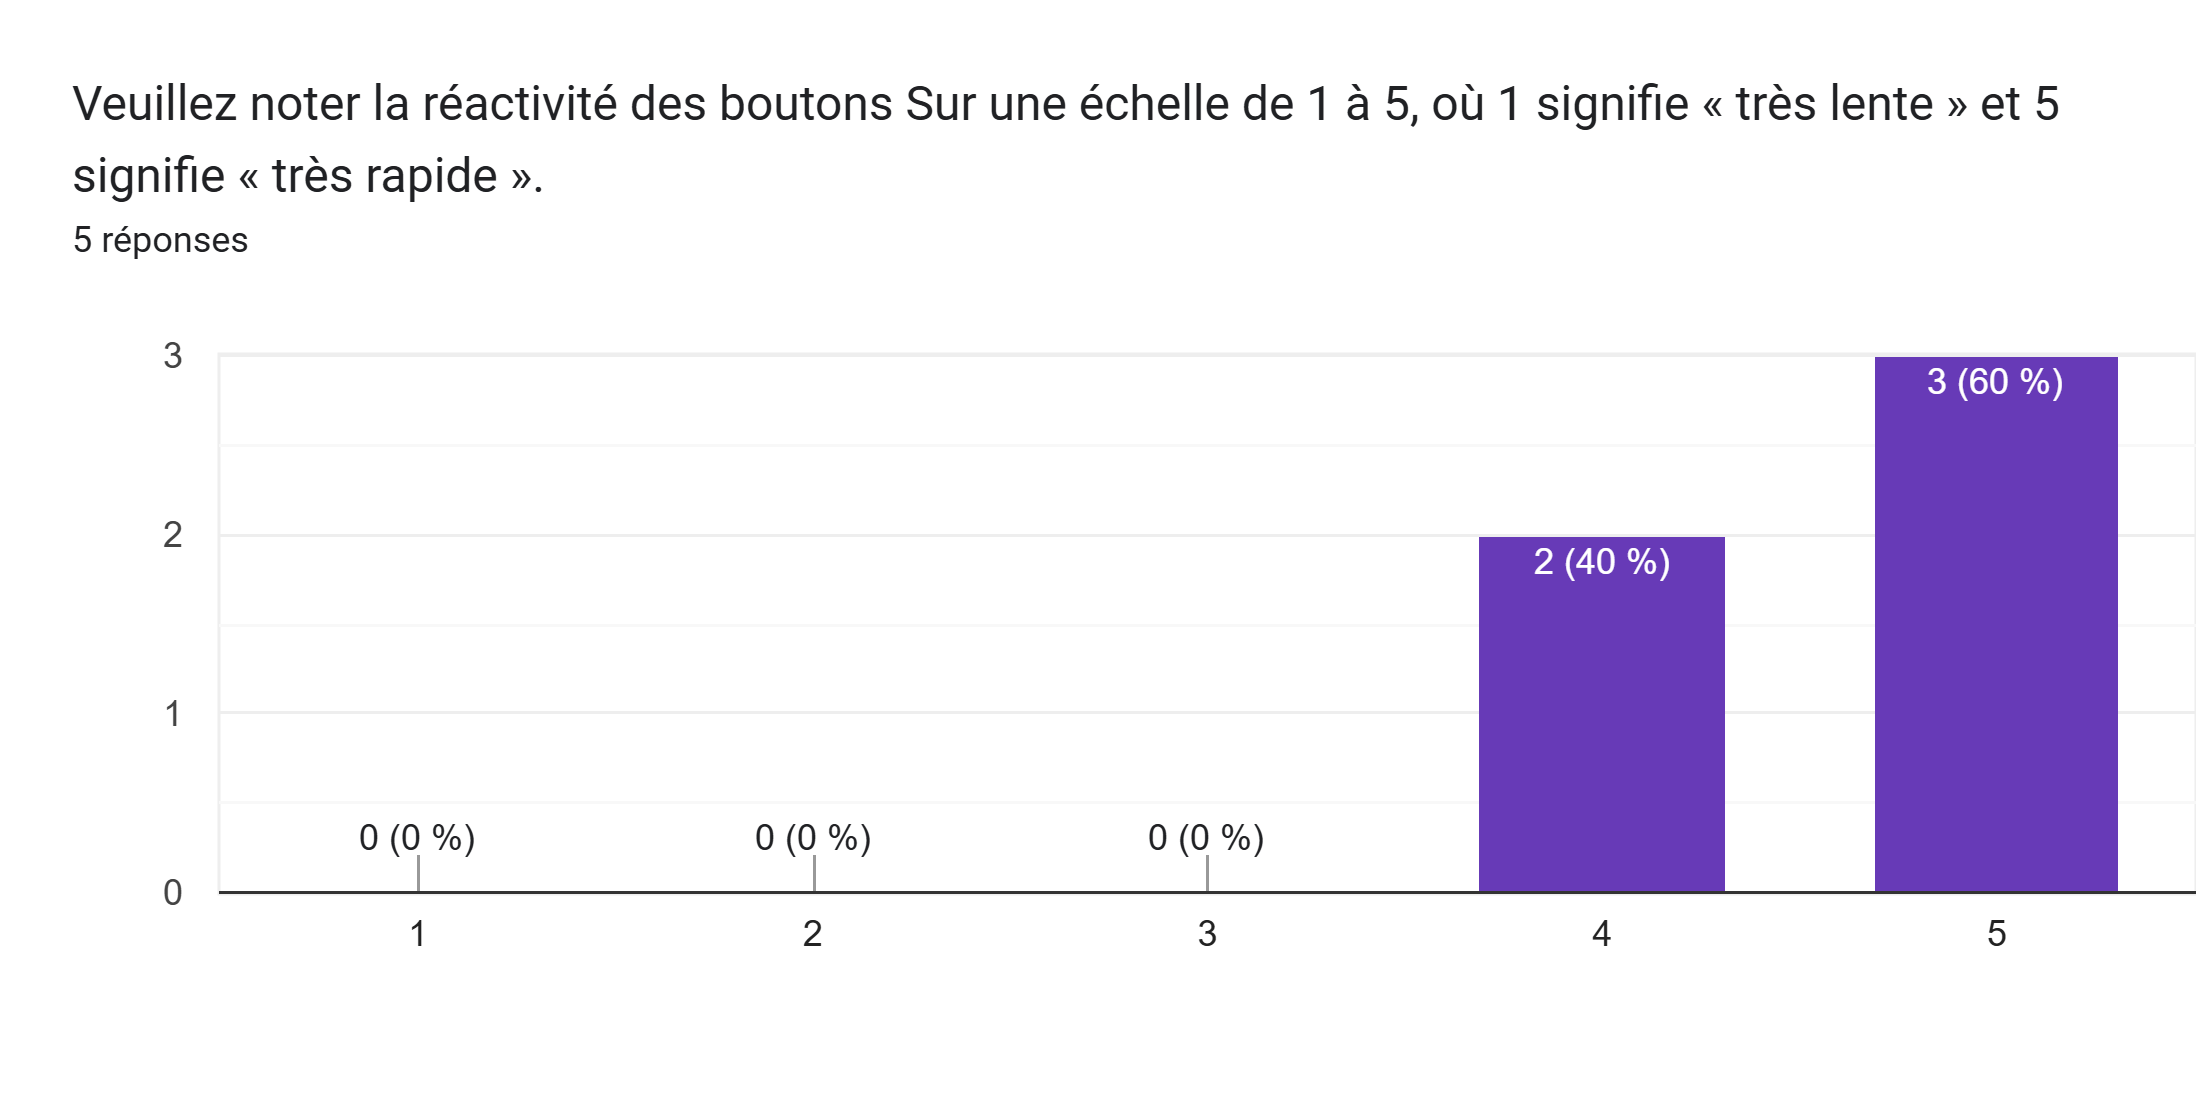 Veuillez noter la réactivité des boutons Sur une échelle de 1 à 5, où 1 signifie « très lente » et 5
signifie « très rapide ».
5 réponses
3
3 (60 %)
2
2 (40 %)
1
0 (0 %)
0 (0 %)
0 (0 %)
0
1
2
3
4
5